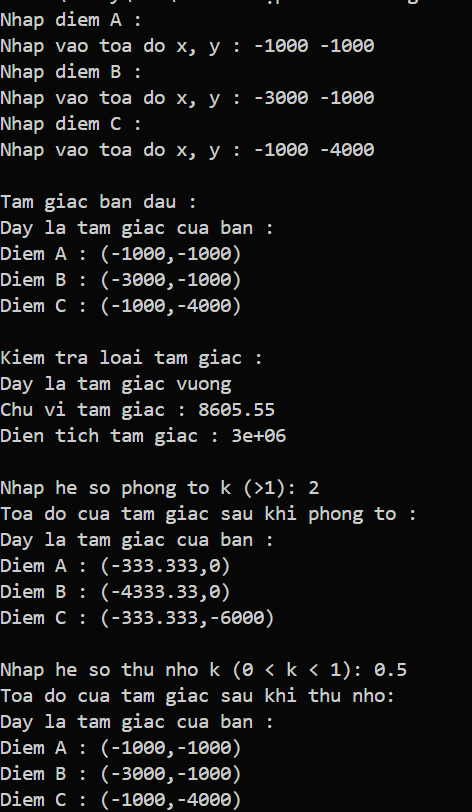 Nhap diem A :
Nhap vao toa do x, y : -1000 -1000
Nhap diem B :
Nhap vao toa do x, y : -3000 -1000
Nhap diem C :
Nhap vao toa do x, y : -1000 -4000
Tam giac ban dau :
Day la tam giac cua ban :
Diem A : (-1000,-1000)
Diem B : (-3000,-1000)
Diem C : (-1000,-4000)
Kiem tra loai tam giac :
Day la tam giac vuong
Chu vi tam giac : 8605.55
Dien tich tam giac : 3e+06
Nhap he so phong to k (>1): 2
Toa do cua tam giac sau khi phong to :
Day la tam giac cua ban :
Diem A : (-333.333,0)
Diem B : (-4333.33,0)
Diem C : (-333.333,-6000)
Nhap he so thu nho k (0 < k < 1): 0.5
Toa do cua tam giac sau khi thu nho:
Day la tam giac cua ban :
Diem A : (-1000,-1000)
Diem B : (-3000,-1000)
Diem C : (-1000,-4000)